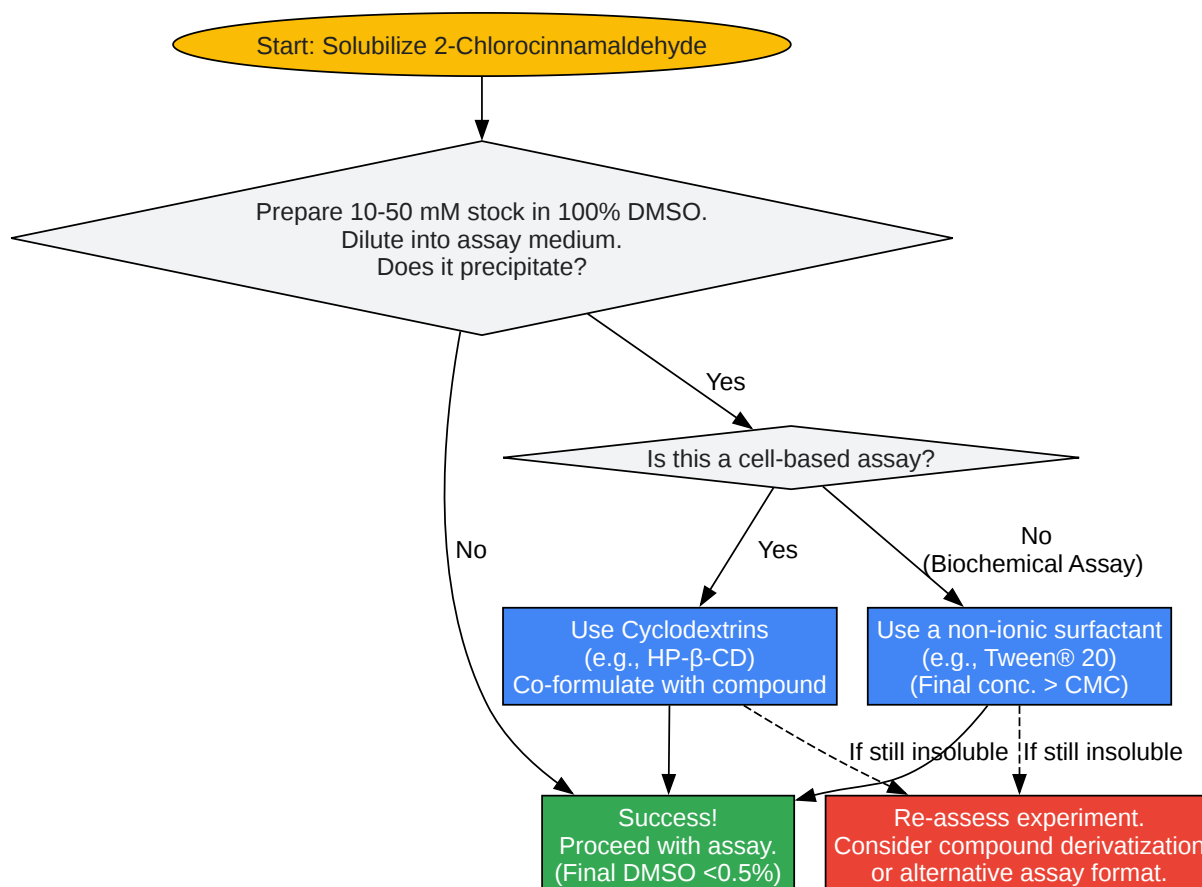 Start: Solubilize 2-Chlorocinnamaldehyde
Prepare 10-50 mM stock in 100% DMSO.
Dilute into assay medium.
Does it precipitate?
Yes
Is this a cell-based assay?
No
Yes
No
(Biochemical Assay)
Use Cyclodextrins
(e.g., HP-β-CD)
Co-formulate with compound
Use a non-ionic surfactant
(e.g., Tween® 20)
(Final conc. > CMC)
If still insoluble
If still insoluble
Success!
Proceed with assay.
(Final DMSO <0.5%)
Re-assess experiment.
Consider compound derivatization
or alternative assay format.